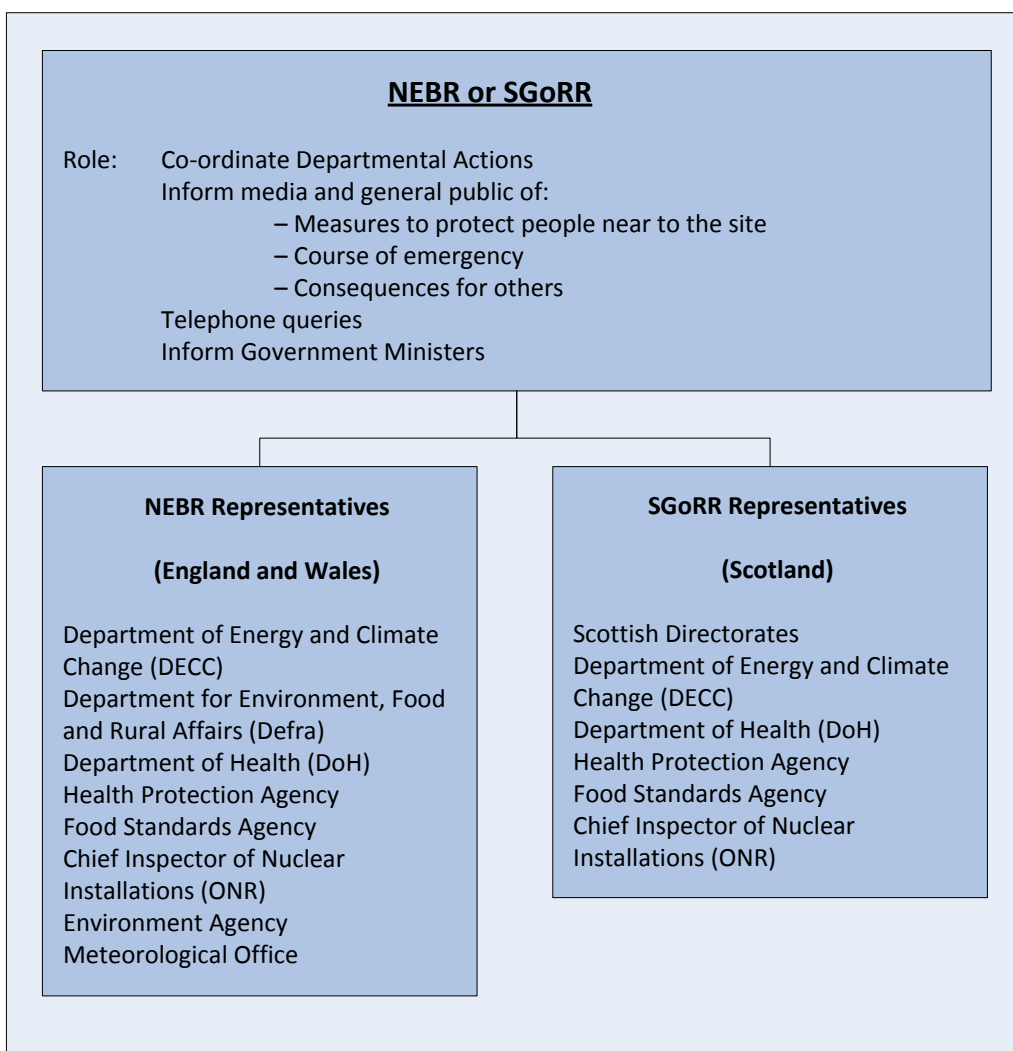 NEBR or SGoRR
Role: Co-ordinate Departmental Actions
Inform media and general public of:
– Measures to protect people near to the site
– Course of emergency
– Consequences for others
Telephone queries
Inform Government Ministers
NEBR Representatives
(England and Wales)
Department of Energy and Climate
Change (DECC)
Department for Environment, Food
and Rural Affairs (Defra)
Department of Health (DoH)
Health Protection Agency
Food Standards Agency
Chief Inspector of Nuclear
Installations (ONR)
Environment Agency
Meteorological Office
SGoRR Representatives
(Scotland)
Scottish Directorates
Department of Energy and Climate
Change (DECC)
Department of Health (DoH)
Health Protection Agency
Food Standards Agency
Chief Inspector of Nuclear
Installations (ONR)